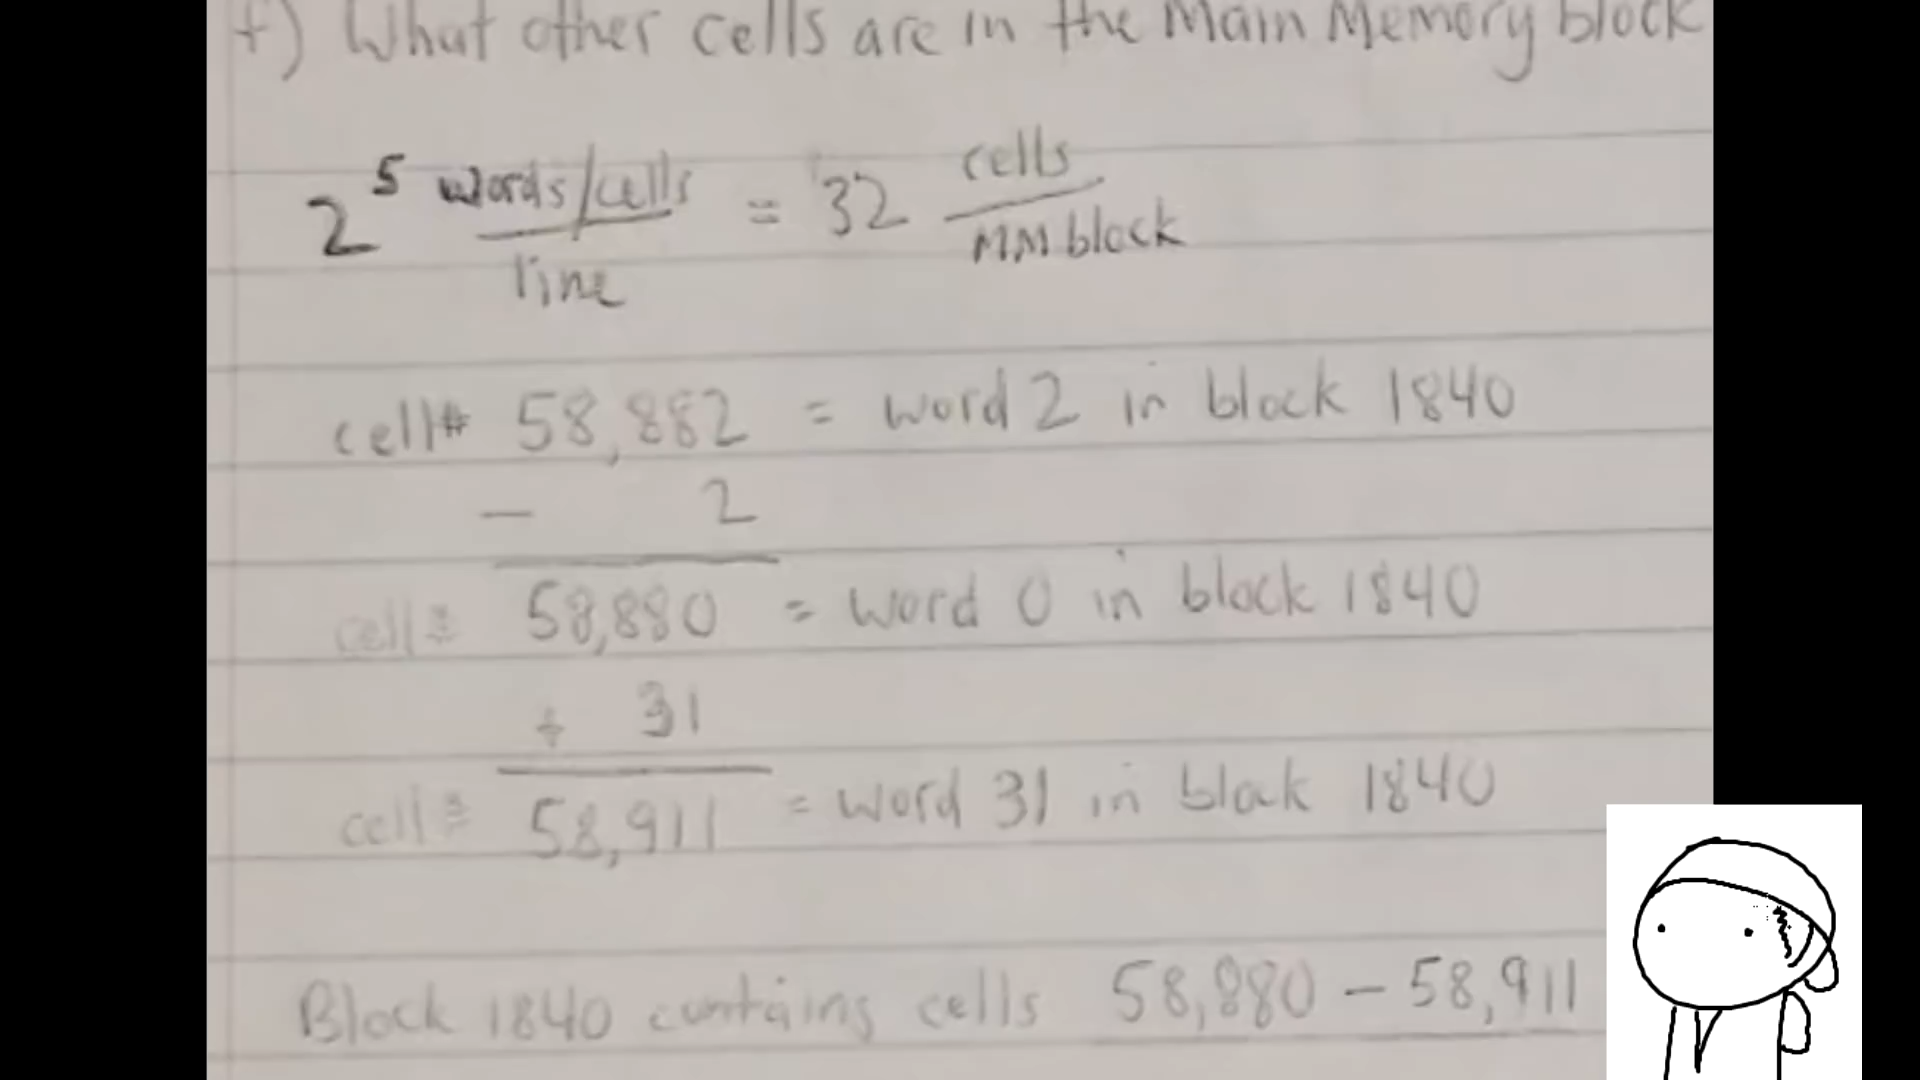 f) What other cells are in the Main Memory block
2^5 words/cells / line = 32 cells / MM block
cell# 58,882 = word 2 in block 1840
- 2
cell# 58,880 = word 0 in block 1840
+ 31
cell# 58,911 = word 31 in block 1840
Block 1840 contains cells 58,880 - 58,911